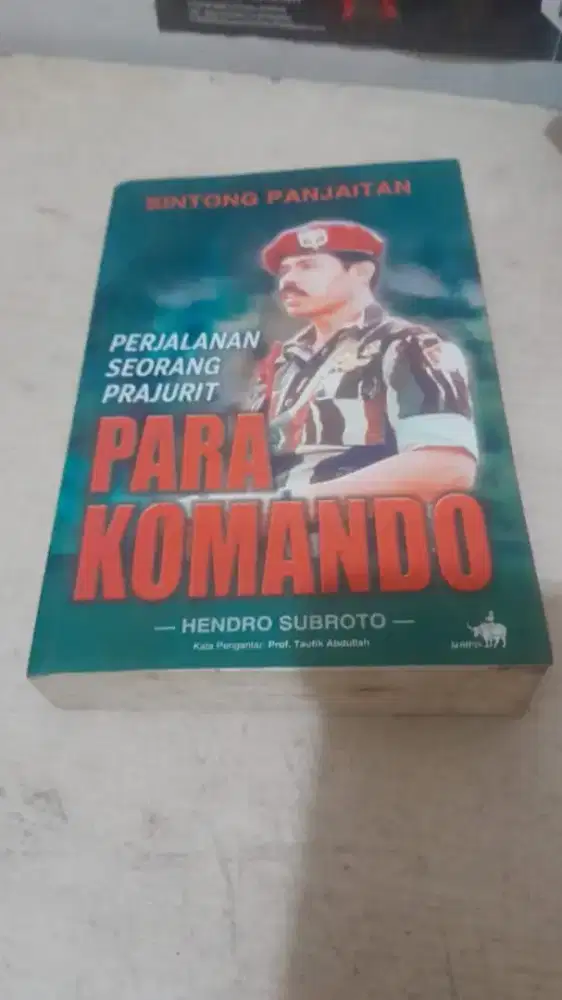 SINTONG PANJAITAN
PERJALANAN
SEORANG
PRAJURIT
PARA
KOMANDO
— HENDRO SUBROTO —
Kata Pengantar: Prof. Taufik Abdullah